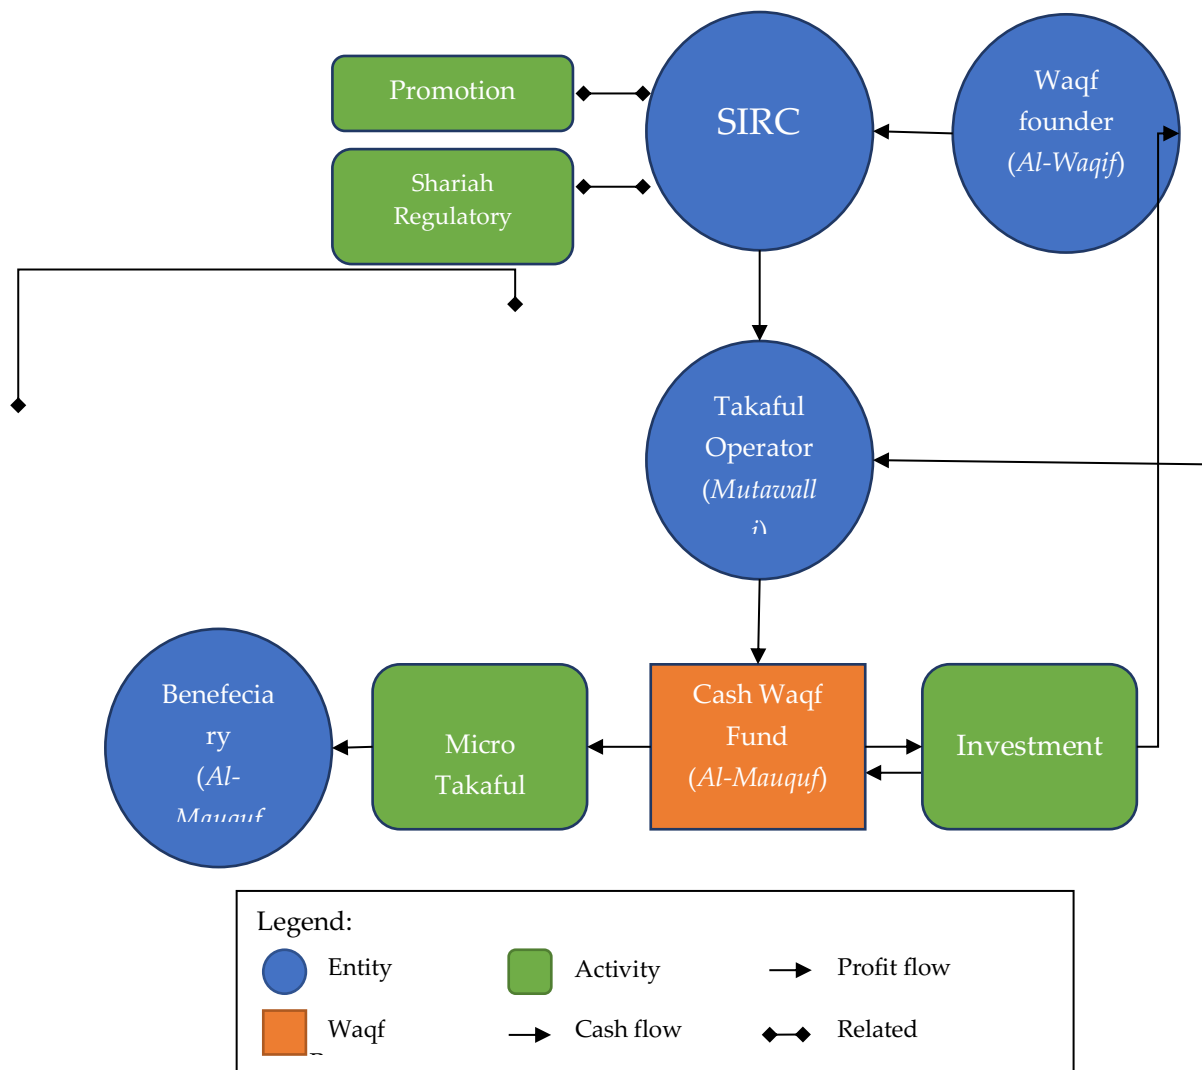 Promotion
SIRC
Waqf
founder
(Al-Waqif)
Shariah
Regulatory
Takaful
Operator
(Mutawall
i)
Benefecia
ry
(Al-
Mauquf
Micro
Takaful
Cash Waqf
Fund
(Al-Mauquf)
Investment
Legend:
Entity
Activity
Profit flow
Waqf
Cash flow
Related